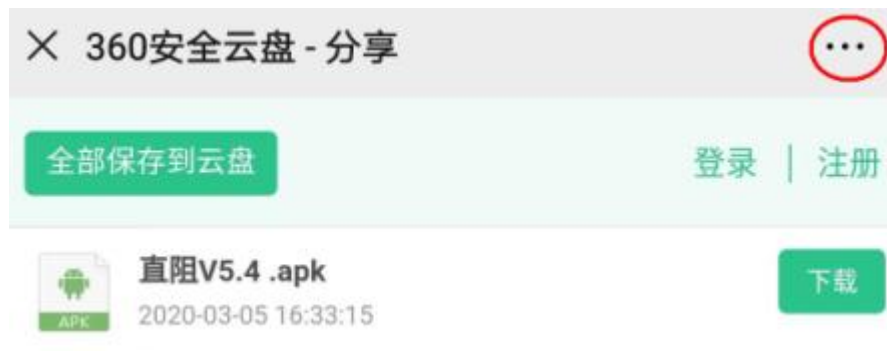 × 360安全云盘 - 分享 ...
全部保存到云盘 登录 | 注册
直阻V5.4 .apk 下载
APK 2020-03-05 16:33:15